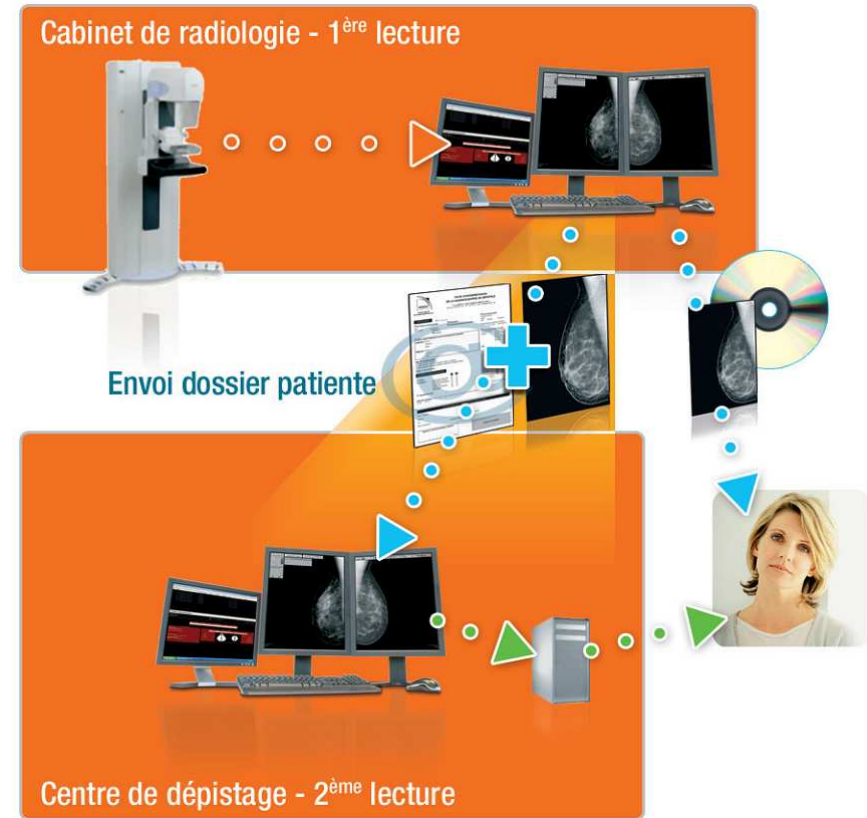 Cabinet de radiologie - 1ère lecture
Envoi dossier patiente
Centre de dépistage - 2ème lecture